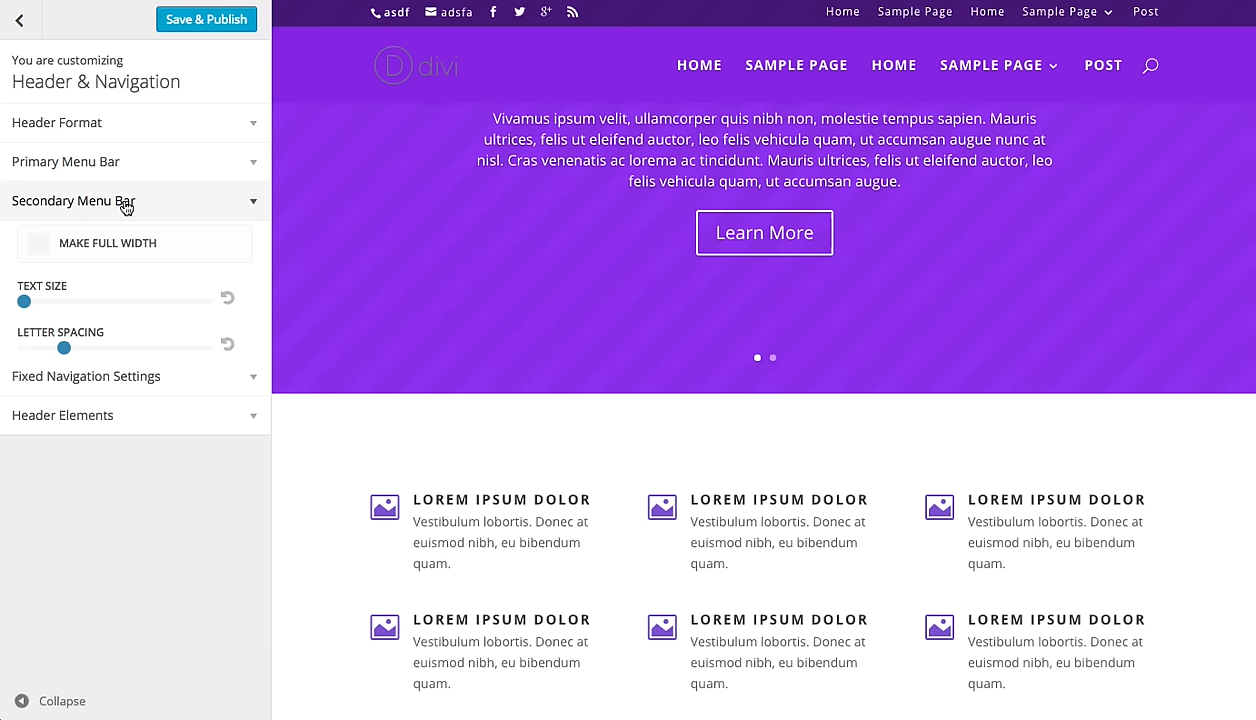 Save & Publish
You are customizing
Header & Navigation
Header Format
Primary Menu Bar
Secondary Menu Bar
MAKE FULL WIDTH
TEXT SIZE
LETTER SPACING
Fixed Navigation Settings
Header Elements
Collapse
asdf adsfa f g+ Home Sample Page Home Sample Page Post
D divi HOME SAMPLE PAGE HOME SAMPLE PAGE POST
Vivamus ipsum velit, ullamcorper quis nibh non, molestie tempus sapien. Mauris
ultrices, felis ut eleifend auctor, leo felis vehicula quam, ut accumsan augue nunc at
nisl. Cras venenatis ac lorema ac tincidunt. Mauris ultrices, felis ut eleifend auctor, leo
felis vehicula quam, ut accumsan augue.
Learn More
LOREM IPSUM DOLOR
Vestibulum lobortis. Donec at
euismod nibh, eu bibendum
quam.
LOREM IPSUM DOLOR
Vestibulum lobortis. Donec at
euismod nibh, eu bibendum
quam.
LOREM IPSUM DOLOR
Vestibulum lobortis. Donec at
euismod nibh, eu bibendum
quam.
LOREM IPSUM DOLOR
Vestibulum lobortis. Donec at
euismod nibh, eu bibendum
quam.
LOREM IPSUM DOLOR
Vestibulum lobortis. Donec at
euismod nibh, eu bibendum
quam.
LOREM IPSUM DOLOR
Vestibulum lobortis. Donec at
euismod nibh, eu bibendum
quam.